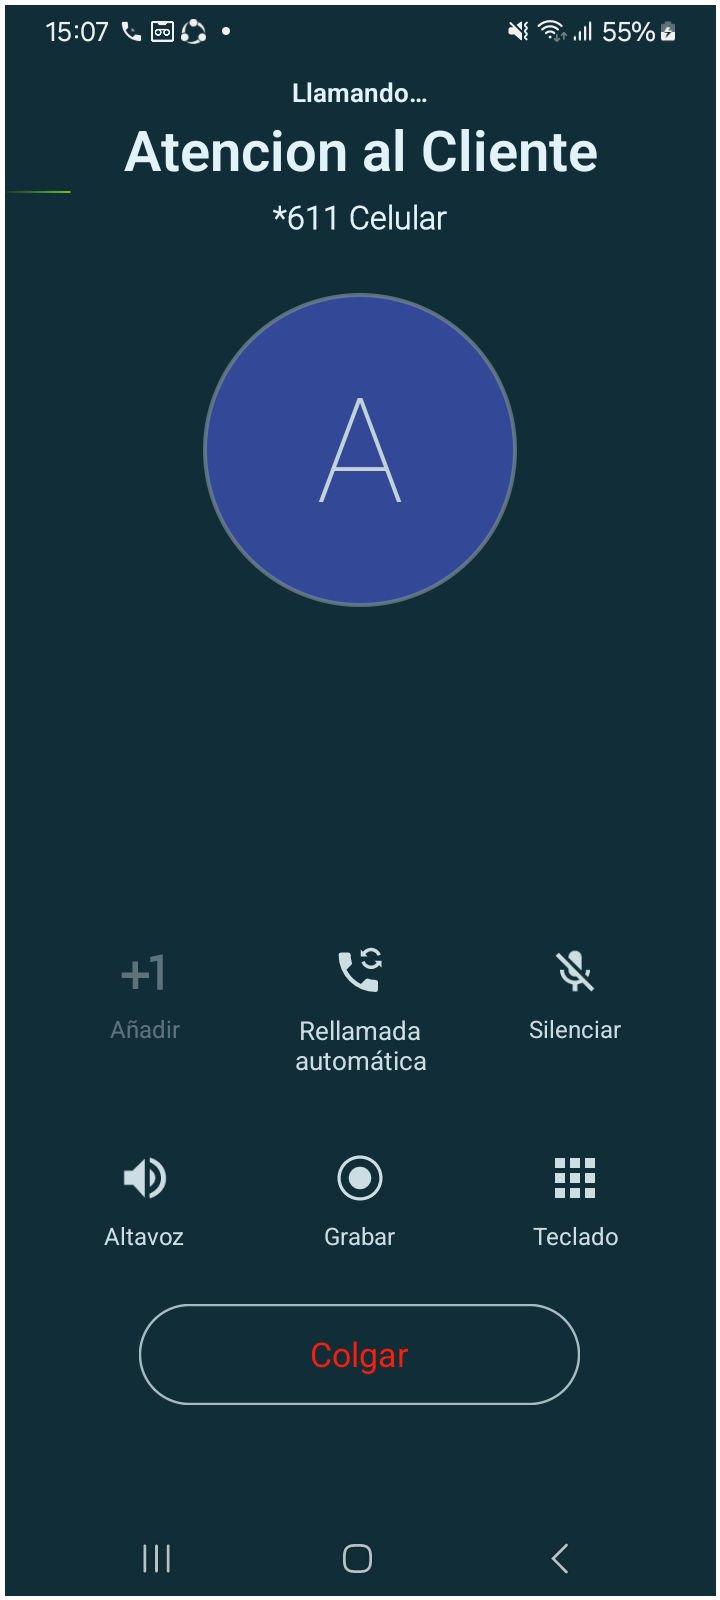 15:07 55%
Llamando...
Atencion al Cliente
*611 Celular
A
+1
Añadir
Rellamada
automática
Silenciar
Altavoz
Grabar
Teclado
Colgar